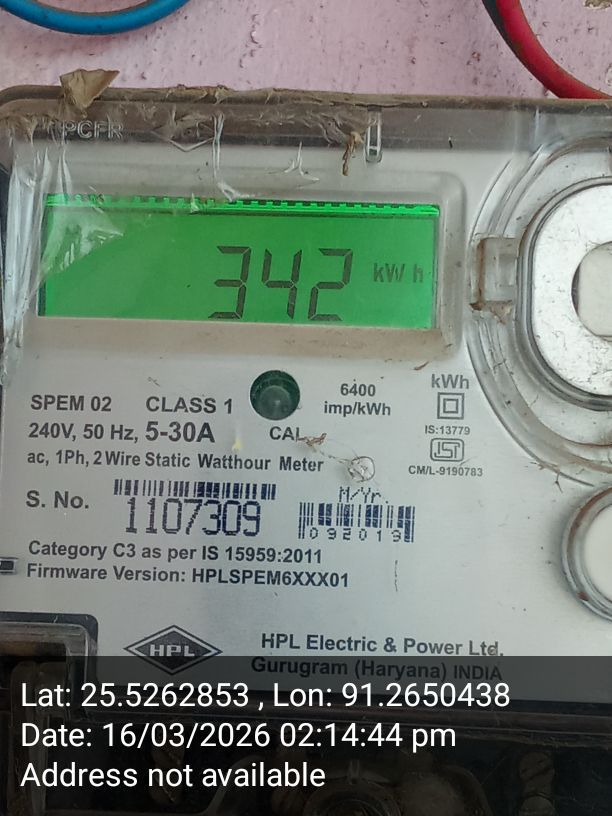 PCFR
342 kWh
SPEM 02 CLASS 1
6400
imp/kWh
kWh
240V, 50 Hz, 5-30A
CAL
IS:13779
ISI
CM/L-9190783
ac, 1Ph, 2 Wire Static Watthour Meter
S. No.
1107309
M/Yr.
092019
Category C3 as per IS 15959:2011
Firmware Version: HPLSPEM6XXX01
HPL
HPL Electric & Power Ltd.
Gurugram (Haryana) INDIA
Lat: 25.5262853 , Lon: 91.2650438
Date: 16/03/2026 02:14:44 pm
Address not available